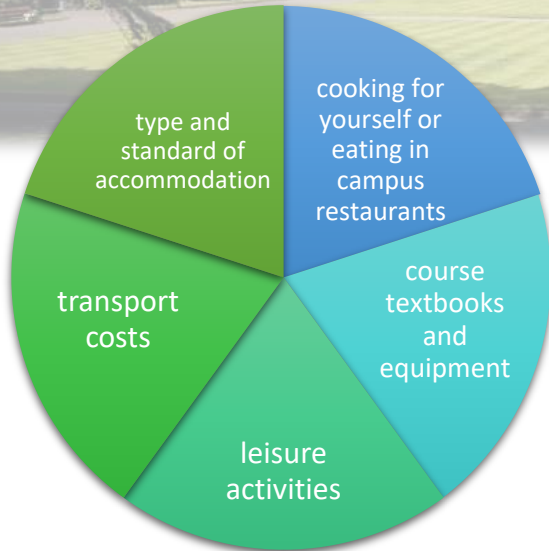 cooking for
yourself or
eating in
campus
restaurants
course
textbooks
and
equipment
leisure
activities
transport
costs
type and
standard of
accommodation